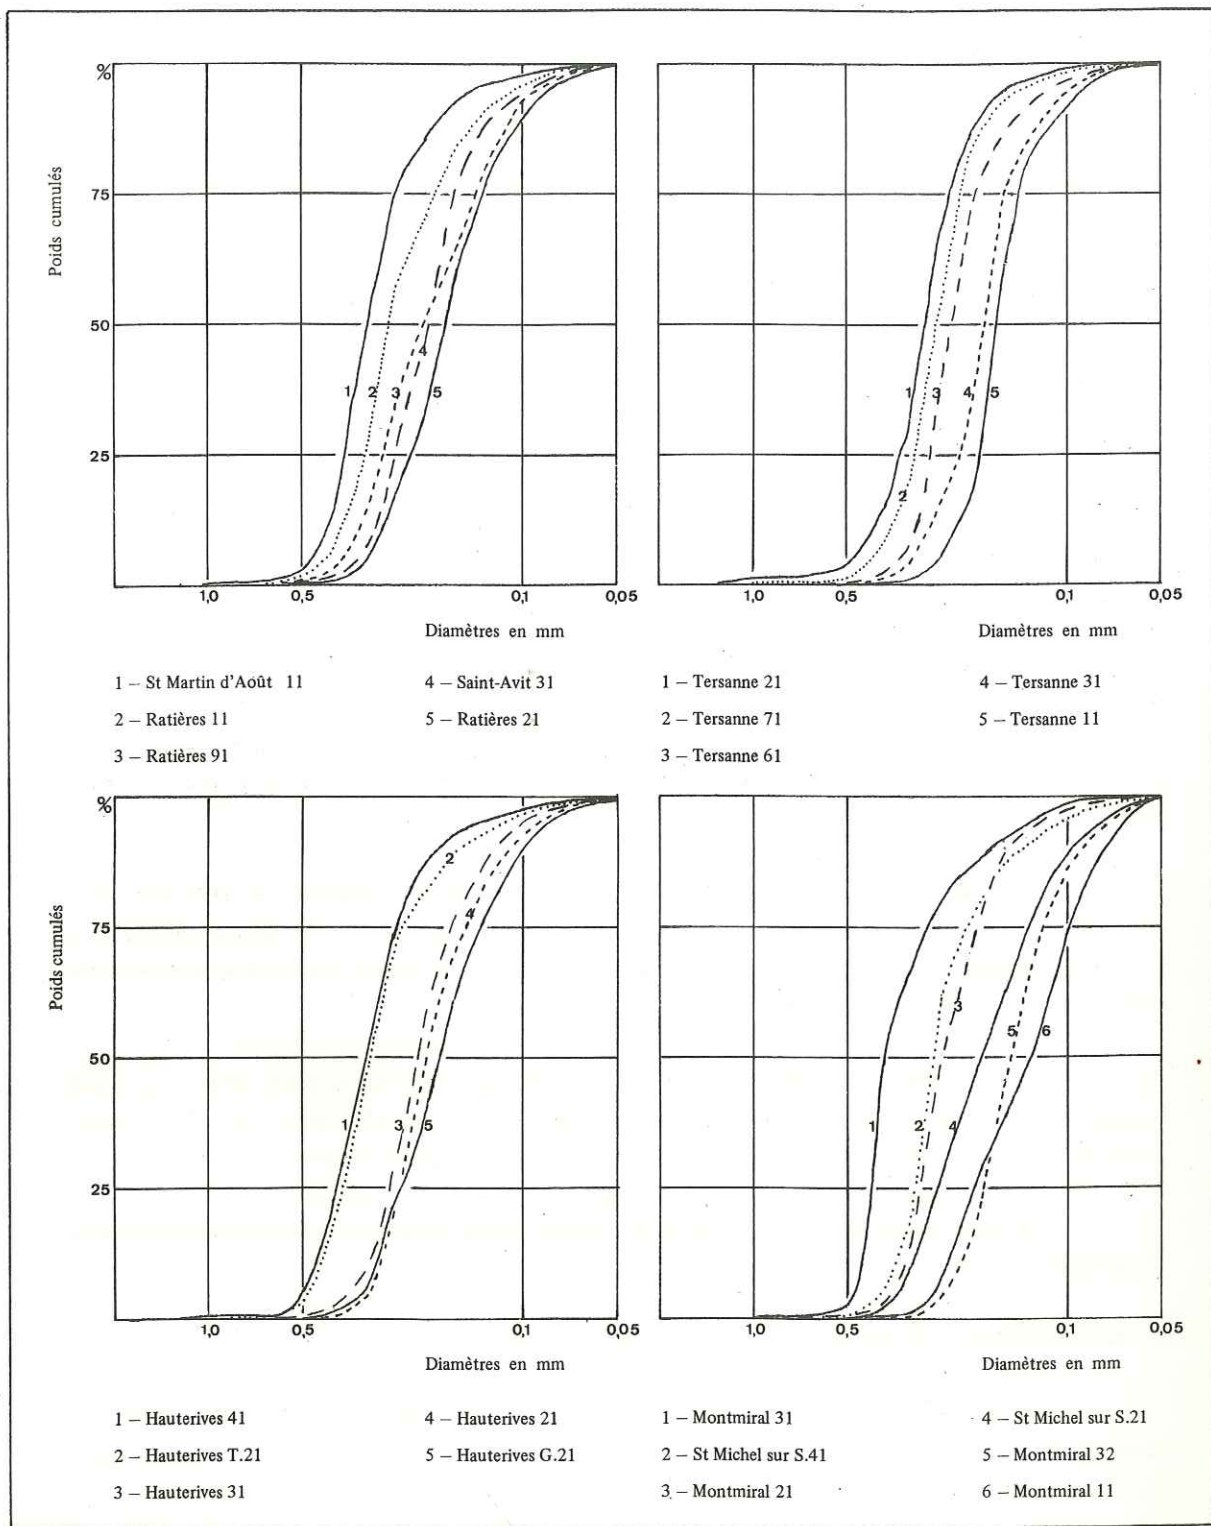 %
75
50
25
Poids cumulés
1 2 3 4 5
1,0 0,5 0,1 0,05
Diamètres en mm
1 – St Martin d'Août 11
2 – Ratières 11
3 – Ratières 91
4 – Saint-Avit 31
5 – Ratières 21
1 2 3 4 5
1,0 0,5 0,1 0,05
Diamètres en mm
1 – Tersanne 21
2 – Tersanne 71
3 – Tersanne 61
4 – Tersanne 31
5 – Tersanne 11
%
75
50
25
Poids cumulés
1 2 3 4 5
1,0 0,5 0,1 0,05
Diamètres en mm
1 – Hauterives 41
2 – Hauterives T.21
3 – Hauterives 31
4 – Hauterives 21
5 – Hauterives G.21
1 2 3 4 5 6
1,0 0,5 0,1 0,05
Diamètres en mm
1 – Montmiral 31
2 – St Michel sur S.41
3 – Montmiral 21
4 – St Michel sur S.21
5 – Montmiral 32
6 – Montmiral 11